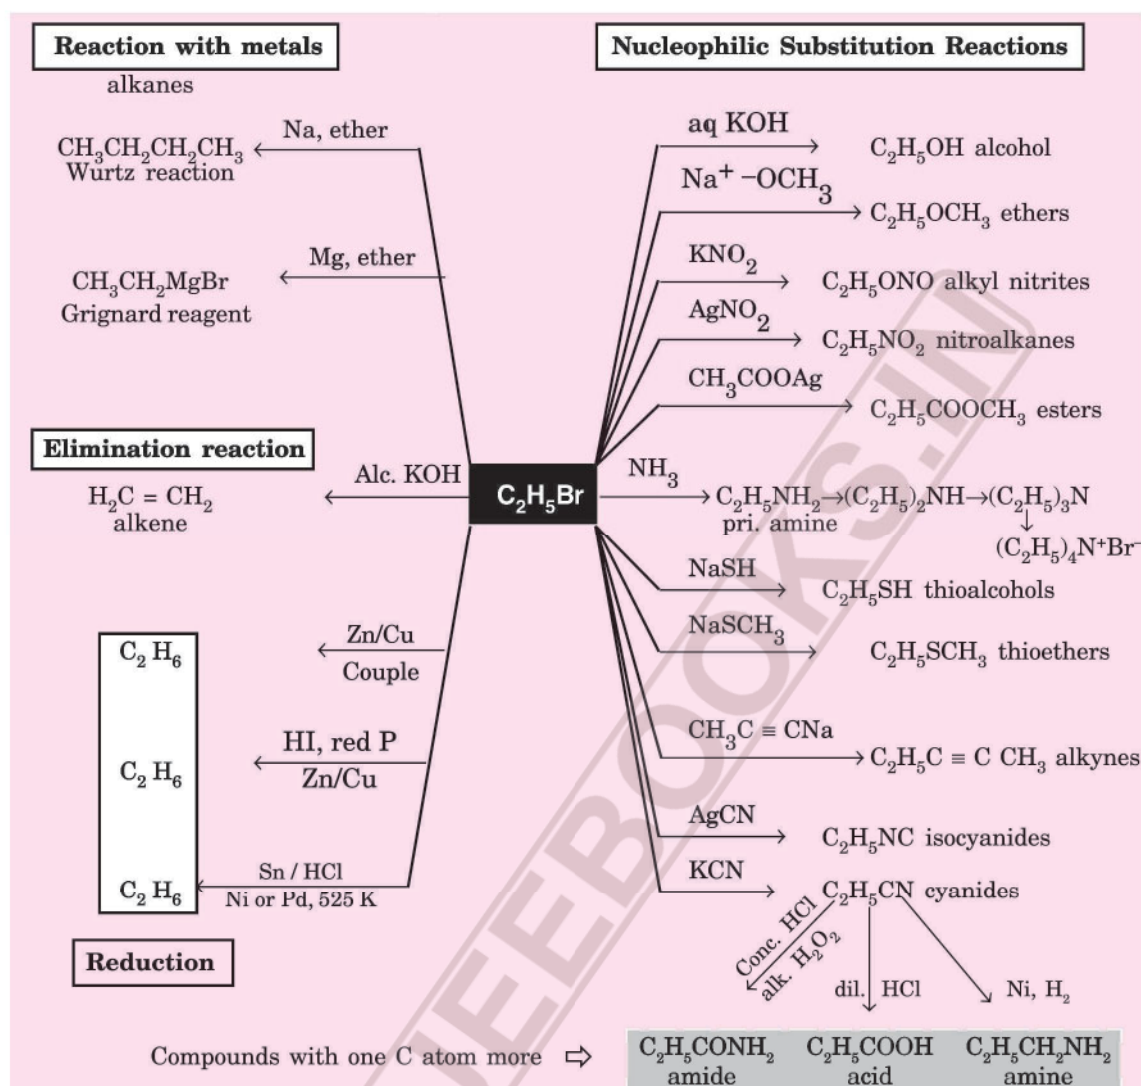 Reaction with metals
alkanes
Na, ether
CH₃CH₂CH₂CH₃
Wurtz reaction
Mg, ether
CH₃CH₂MgBr
Grignard reagent
Elimination reaction
Alc. KOH
H₂C = CH₂
alkene
C₂H₅Br
Zn/Cu
Couple
C₂ H₆
HI, red P
Zn/Cu
C₂ H₆
Sn / HCl
Ni or Pd, 525 K
C₂ H₆
Reduction
Nucleophilic Substitution Reactions
aq KOH
C₂H₅OH alcohol
Na⁺ –OCH₃
C₂H₅OCH₃ ethers
KNO₂
C₂H₅ONO alkyl nitrites
AgNO₂
C₂H₅NO₂ nitroalkanes
CH₃COOAg
C₂H₅COOCH₃ esters
NH₃
C₂H₅NH₂→(C₂H₅)₂NH→(C₂H₅)₃N
pri. amine
↓
(C₂H₅)₄N⁺Br⁻
NaSH
C₂H₅SH thioalcohols
NaSCH₃
C₂H₅SCH₃ thioethers
CH₃C ≡ CNa
C₂H₅C ≡ C CH₃ alkynes
AgCN
C₂H₅NC isocyanides
KCN
C₂H₅CN cyanides
Conc. HCl
alk. H₂O₂
dil. HCl
Ni, H₂
Compounds with one C atom more ⇨
C₂H₅CONH₂ C₂H₅COOH C₂H₅CH₂NH₂
amide acid amine
JEEBOOKS.IN